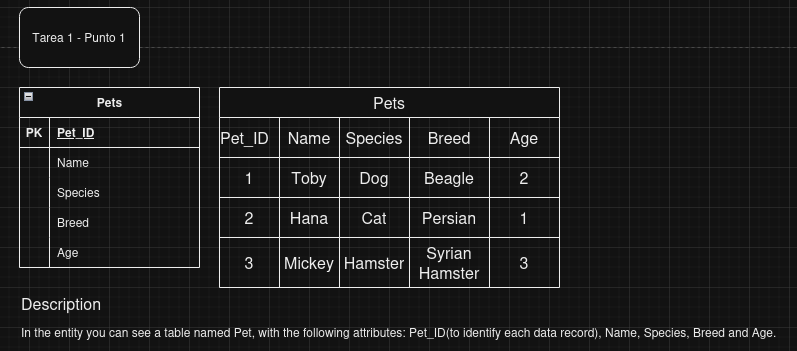 Tarea 1 - Punto 1
Pets
PK Pet_ID
Name
Species
Breed
Age
Pets
Pet_ID Name Species Breed Age
1 Toby Dog Beagle 2
2 Hana Cat Persian 1
3 Mickey Hamster Syrian Hamster 3
Description
In the entity you can see a table named Pet, with the following attributes: Pet_ID(to identify each data record), Name, Species, Breed and Age.